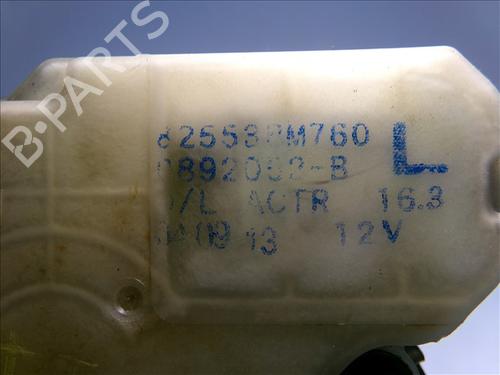 B-PARTS
82553BM760
L
0892052-B
D/L ACTR 16.3
13 12V